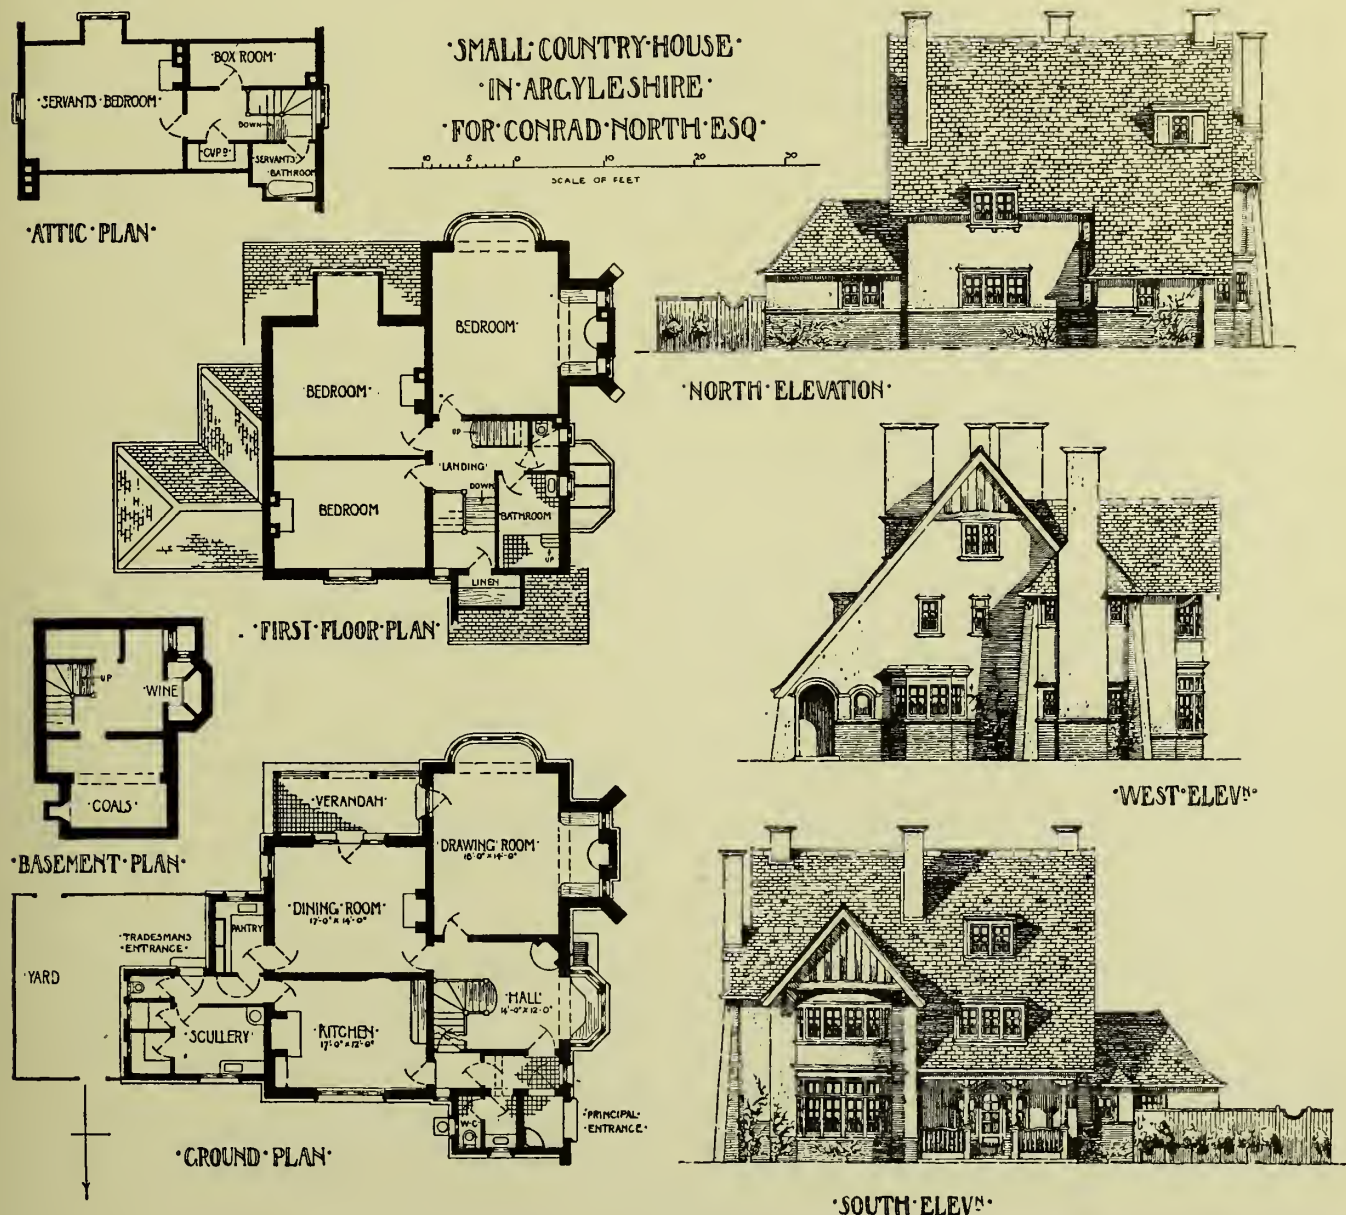 ·SMALL·COUNTRY·HOUSE·
·IN·ARGYLESHIRE·
·FOR·CONRAD·NORTH·ESQ·
10 5 0 10 20 30
SCALE OF FEET
·BOX ROOM·
·SERVANTS·BEDROOM·
DOWN
·CUPD·
·SERVANTS·
BATHROOM
·ATTIC·PLAN·
BEDROOM·
·BEDROOM·
UP
·LANDING·
DOWN
BEDROOM
BATHROOM
UP
LINEN
·FIRST·FLOOR·PLAN·
UP
·WINE
·COALS·
·BASEMENT·PLAN·
·VERANDAH·
·DRAWING ROOM·
18'·0" × 14'·0"
·DINING·ROOM·
17'·0" × 14'·0"
PANTRY
·TRADESMANS
·ENTRANCE·
·YARD
·HALL·
14'·0" × 12'·0"
·SCULLERY·
·KITCHEN·
17'·0" × 12'·0"
W·C·
·PRINCIPAL·
·ENTRANCE·
·GROUND·PLAN·
·NORTH·ELEVATION·
·WEST·ELEVN·
·SOUTH·ELEVN·